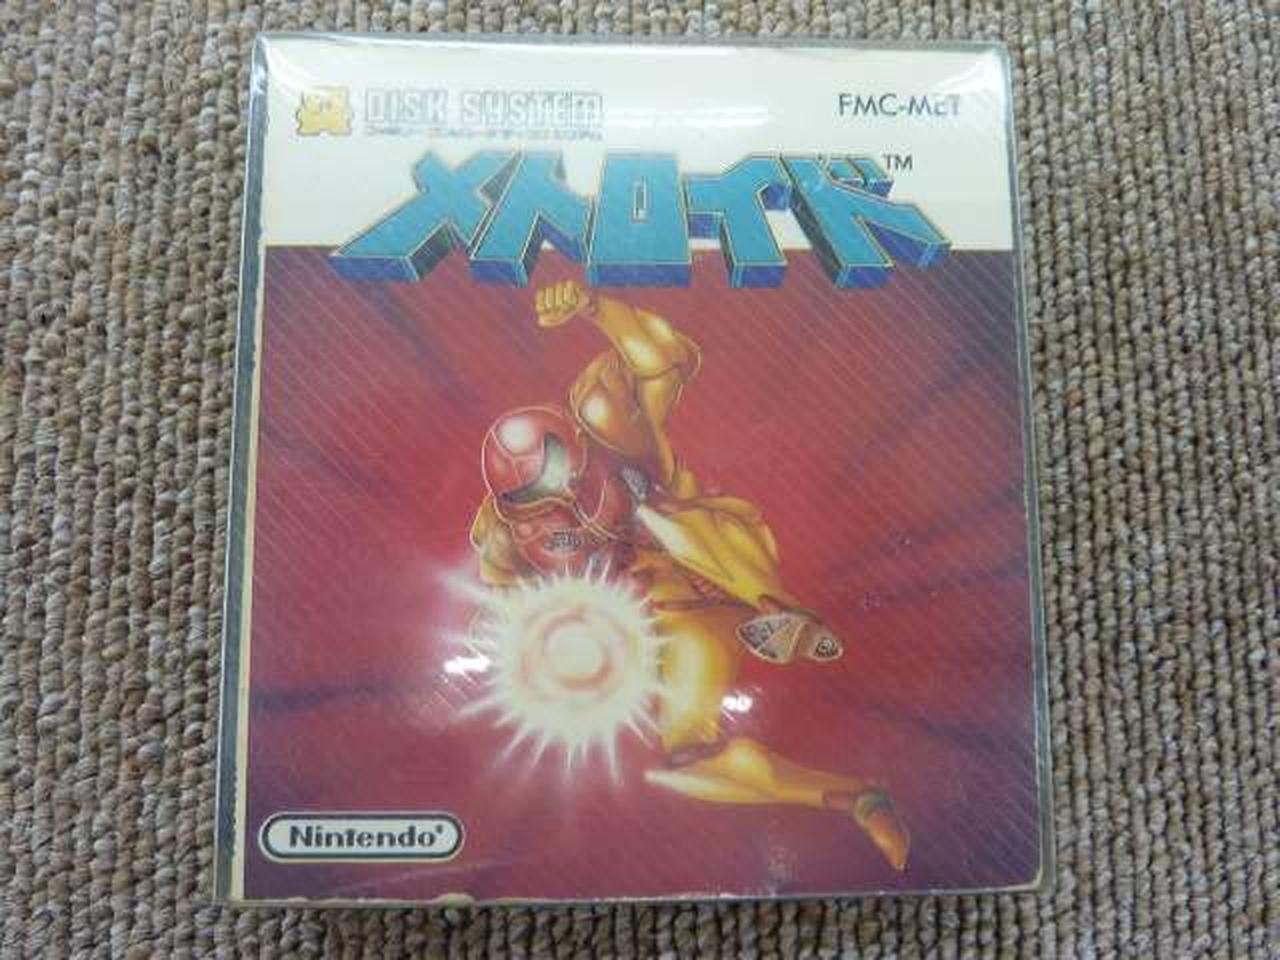 DISK SYSTEM
FMC-MET
メトロイド™
Nintendo®